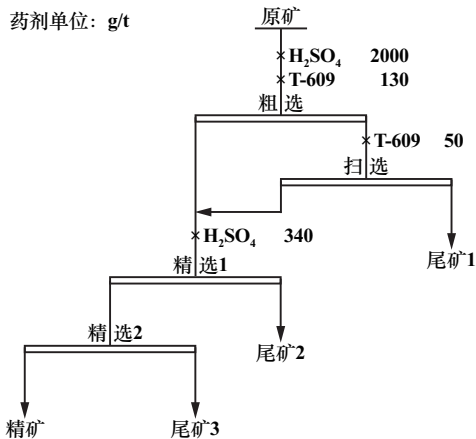 药剂单位：g/t
原矿
H₂SO₄ 2000
T-609 130
粗选
T-609 50
扫选
H₂SO₄ 340
尾矿1
精选1
精选2
尾矿2
精矿
尾矿3